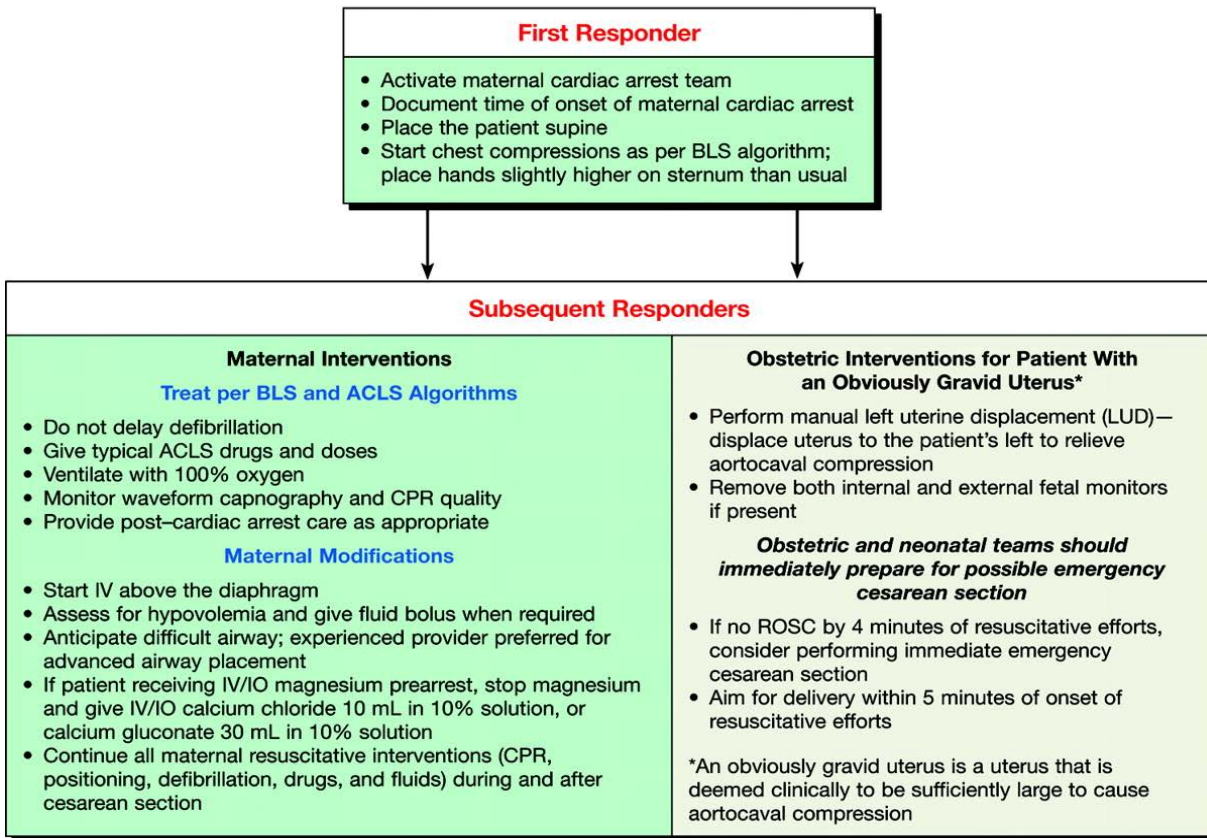 First Responder
• Activate maternal cardiac arrest team
• Document time of onset of maternal cardiac arrest
• Place the patient supine
• Start chest compressions as per BLS algorithm;
place hands slightly higher on sternum than usual
Subsequent Responders
Maternal Interventions
Treat per BLS and ACLS Algorithms
• Do not delay defibrillation
• Give typical ACLS drugs and doses
• Ventilate with 100% oxygen
• Monitor waveform capnography and CPR quality
• Provide post–cardiac arrest care as appropriate
Maternal Modifications
• Start IV above the diaphragm
• Assess for hypovolemia and give fluid bolus when required
• Anticipate difficult airway; experienced provider preferred for
advanced airway placement
• If patient receiving IV/IO magnesium prearrest, stop magnesium
and give IV/IO calcium chloride 10 mL in 10% solution, or
calcium gluconate 30 mL in 10% solution
• Continue all maternal resuscitative interventions (CPR,
positioning, defibrillation, drugs, and fluids) during and after
cesarean section
Obstetric Interventions for Patient With
an Obviously Gravid Uterus*
• Perform manual left uterine displacement (LUD)—
displace uterus to the patient's left to relieve
aortocaval compression
• Remove both internal and external fetal monitors
if present
Obstetric and neonatal teams should
immediately prepare for possible emergency
cesarean section
• If no ROSC by 4 minutes of resuscitative efforts,
consider performing immediate emergency
cesarean section
• Aim for delivery within 5 minutes of onset of
resuscitative efforts
*An obviously gravid uterus is a uterus that is
deemed clinically to be sufficiently large to cause
aortocaval compression